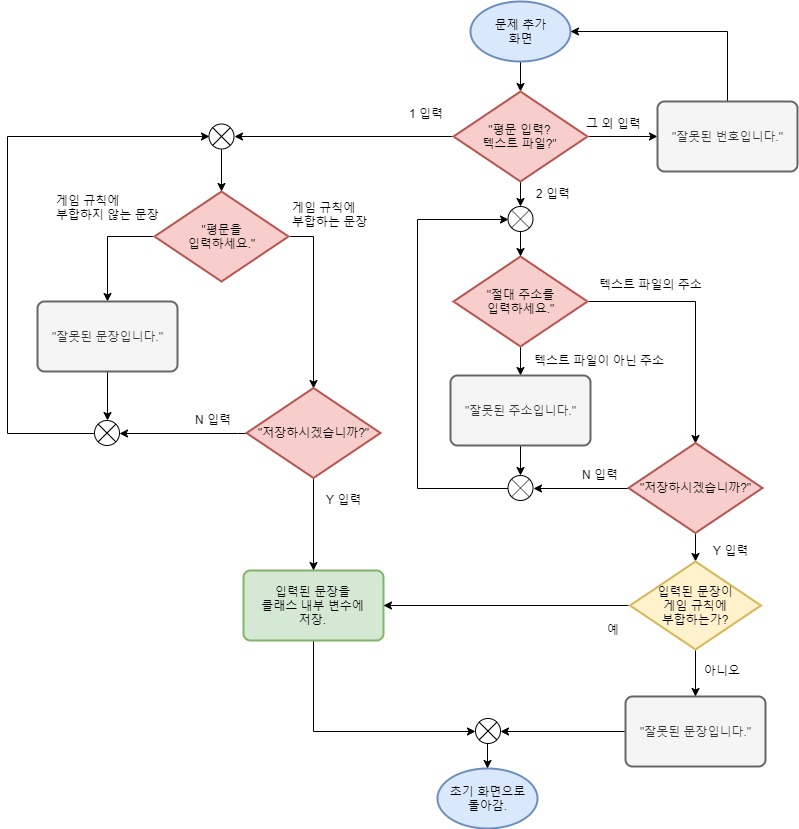 문제 추가
화면
1 입력
"평문 입력?
텍스트 파일?"
그 외 입력
"잘못된 번호입니다."
2 입력
게임 규칙에
부합하지 않는 문장
게임 규칙에
부합하는 문장
"평문을
입력하세요."
"절대 주소를
입력하세요."
텍스트 파일의 주소
"잘못된 문장입니다."
텍스트 파일이 아닌 주소
"잘못된 주소입니다."
N 입력
"저장하시겠습니까?"
N 입력
"저장하시겠습니까?"
Y 입력
Y 입력
입력된 문장을
클래스 내부 변수에
저장.
입력된 문장이
게임 규칙에
부합하는가?
예
아니오
"잘못된 문장입니다."
초기 화면으로
돌아감.